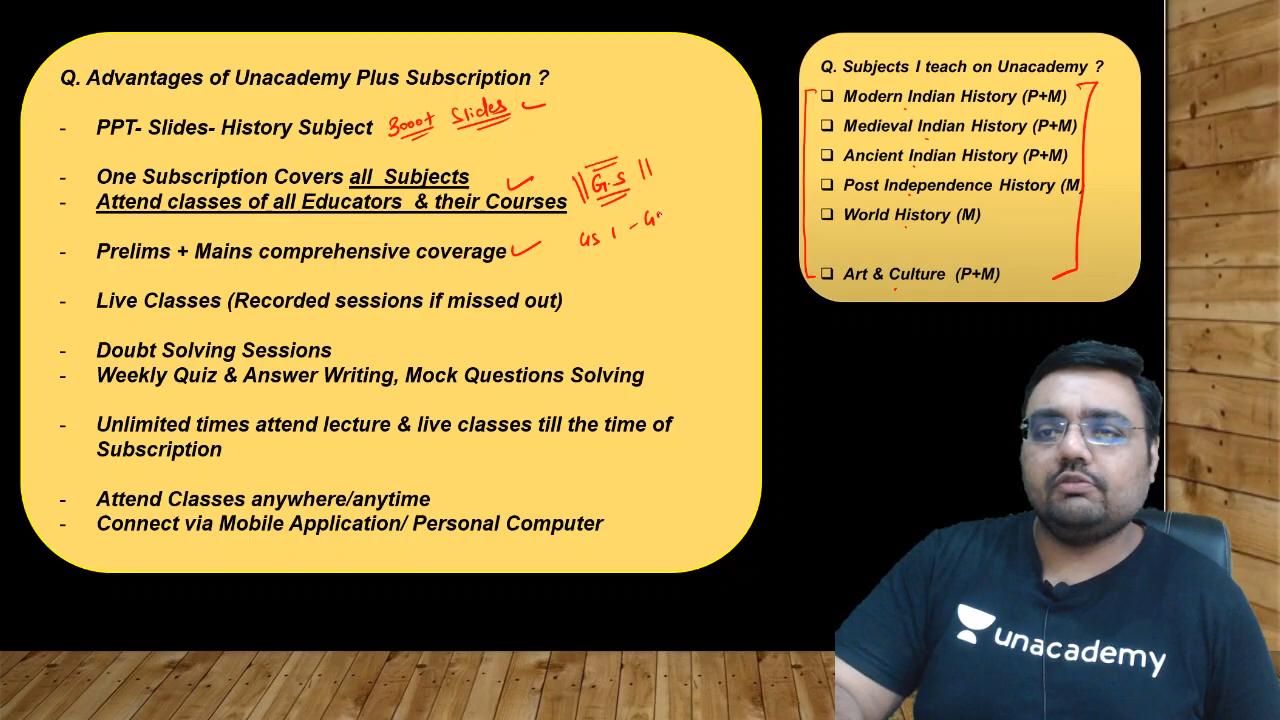 Q. Advantages of Unacademy Plus Subscription ?
- PPT- Slides- History Subject 3000+ Slides
- One Subscription Covers all Subjects
- Attend classes of all Educators & their Courses
G.S
- Prelims + Mains comprehensive coverage
GS 1 -
- Live Classes (Recorded sessions if missed out)
- Doubt Solving Sessions
- Weekly Quiz & Answer Writing, Mock Questions Solving
- Unlimited times attend lecture & live classes till the time of
Subscription
- Attend Classes anywhere/anytime
- Connect via Mobile Application/ Personal Computer
Q. Subjects I teach on Unacademy ?
Modern Indian History (P+M)
Medieval Indian History (P+M)
Ancient Indian History (P+M)
Post Independence History (M)
World History (M)
Art & Culture (P+M)
unacademy